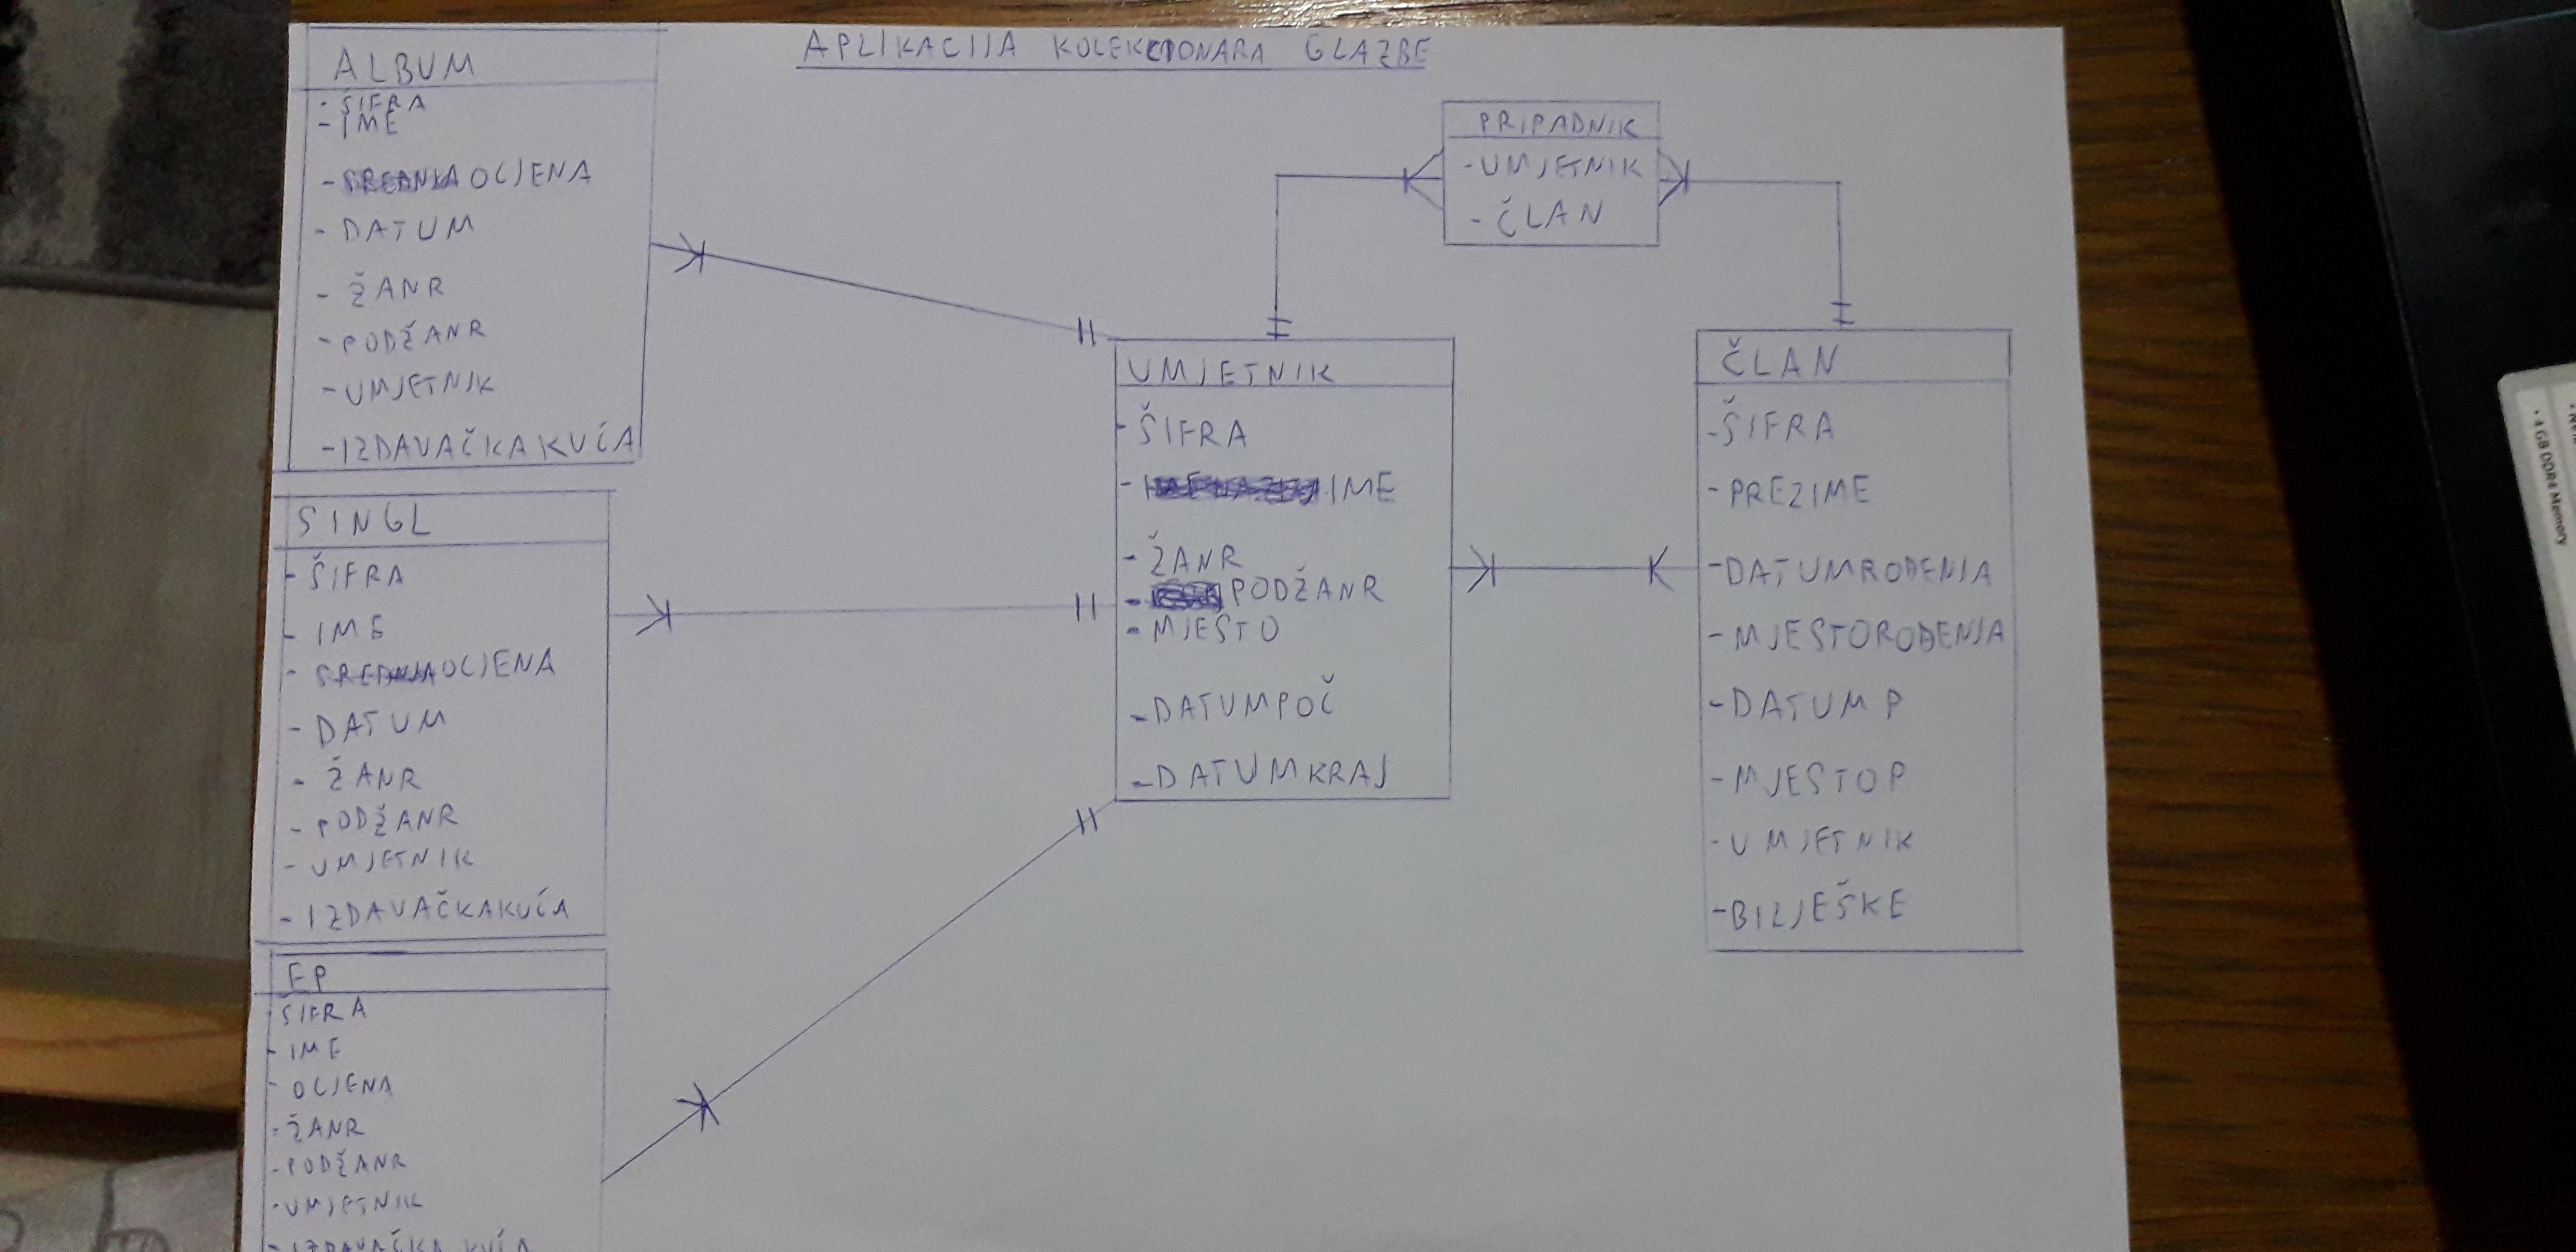 APLIKACIJA KOLEKCIONARA GLAZBE
ALBUM
- ŠIFRA
- IME
- OCJENA
- DATUM
- ŽANR
- PODŽANR
- UMJETNIK
- IZDAVAČKAKUĆA
SINGL
- ŠIFRA
- IME
- OCJENA
- DATUM
- ŽANR
- PODŽANR
- UMJETNIK
- IZDAVAČKAKUĆA
EP
ŠIFRA
- IME
- OCJENA
- ŽANR
- PODŽANR
- UMJETNIK
- IZDAVAČKA KUĆA
PRIPADNIK
- UMJETNIK
- ČLAN
UMJETNIK
- ŠIFRA
- IME
- ŽANR
- PODŽANR
- MJESTO
- DATUMPOČ
- DATUMKRAJ
ČLAN
- ŠIFRA
- PREZIME
- DATUMROĐENJA
- MJESTOROĐENJA
- DATUM P
- MJESTOP
- UMJETNIK
- BILJEŠKE
• 4 GB DDR4 Memory